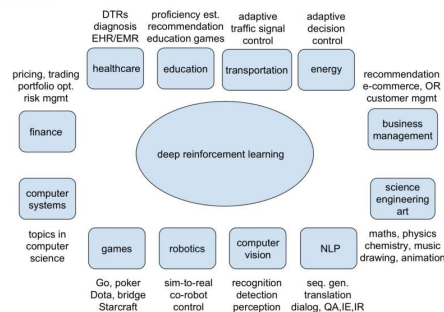 DTRs
diagnosis
EHR/EMR
healthcare
proficiency est.
recommendation
education games
education
adaptive
traffic signal
control
transportation
adaptive
decision
control
energy
pricing, trading
portfolio opt.
risk mgmt
finance
recommendation
e-commerce, OR
customer mgmt
business
management
deep reinforcement learning
computer
systems
topics in
computer
science
science
engineering
art
maths, physics
chemistry, music
drawing, animation
games
Go, poker
Dota, bridge
Starcraft
robotics
sim-to-real
co-robot
control
computer
vision
recognition
detection
perception
NLP
seq. gen.
translation
dialog, QA,IE,IR